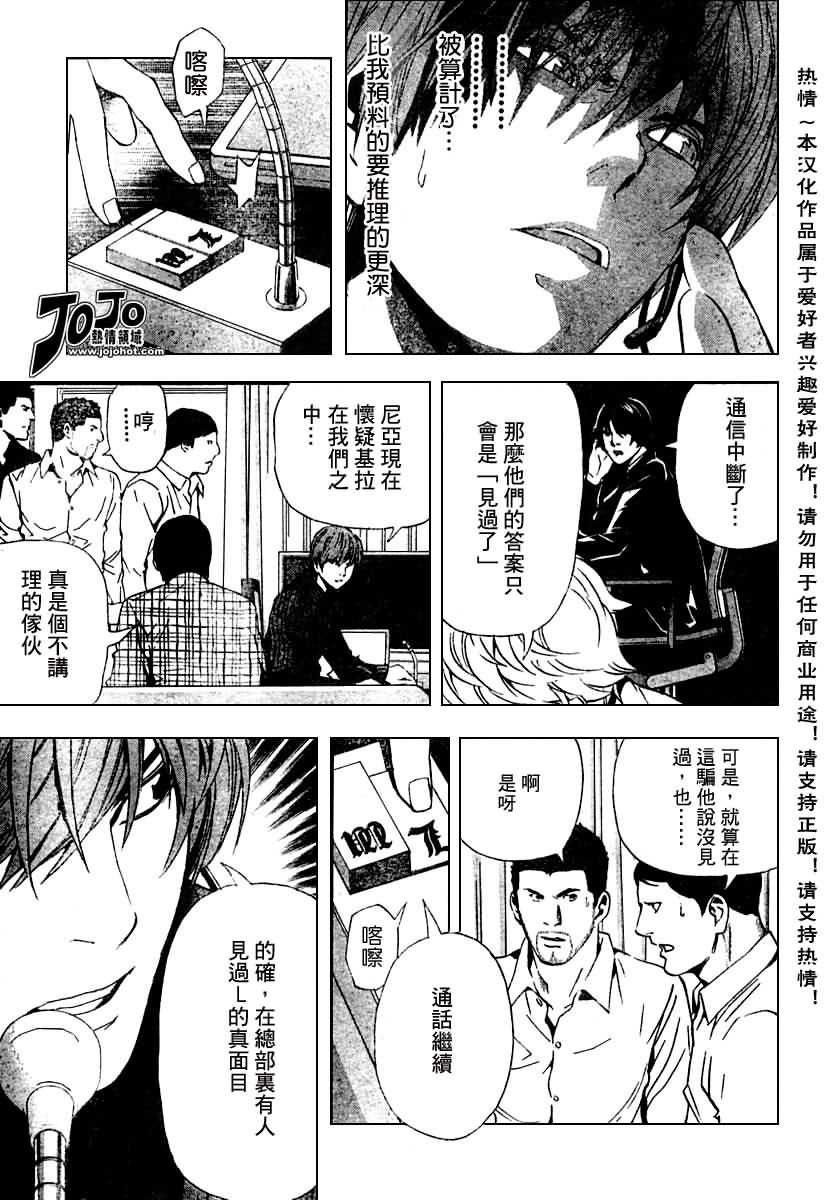 ………………
被算計了…
比我預料的要推理的更深
喀嚓
m L
JOJO
熱情領域
www.jojohot.com
通信中斷了…
那麼他們的答案只
會是「見過了」
尼亞現在
懷疑基拉
在我們之
中…
哼
……
真是個不講
理的傢伙
可是，就算在
這騙他說沒見
過，也……
啊
是呀
m L
喀嚓
通話繼續
的確，在總部裏有人
見過L的真面目
热情～本汉化作品属于爱好者兴趣爱好制作！请勿用于任何商业用途！请支持正版！请支持热情！